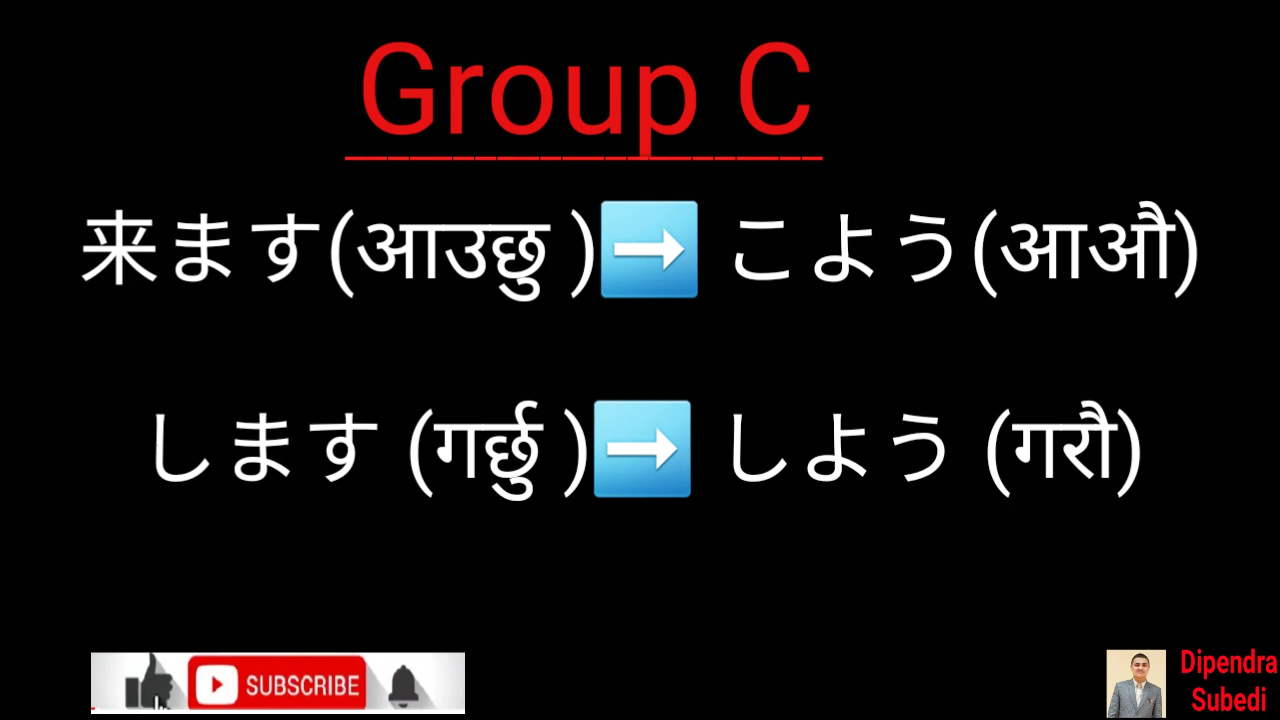 Group C
来ます(आउछु )➡ こよう(आऔ)
します (गर्छु )➡ しよう (गरौ)
SUBSCRIBE
Dipendra
Subedi